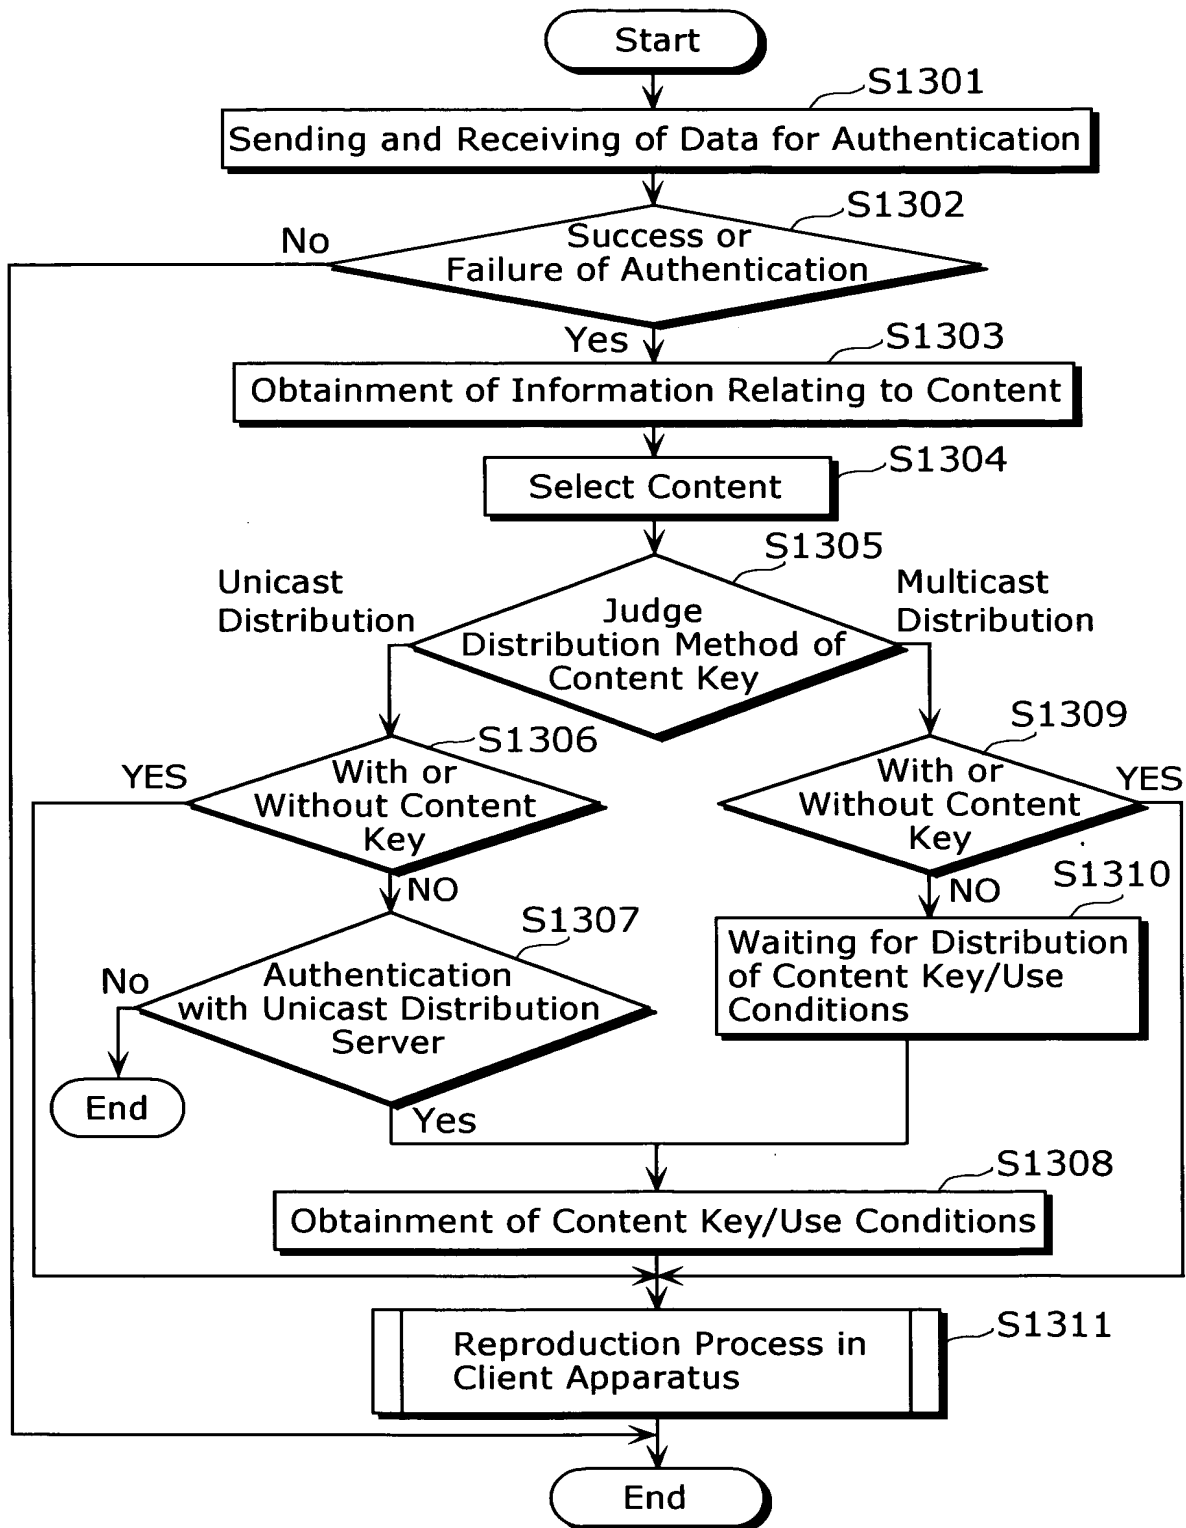 Start
S1301
Sending and Receiving of Data for Authentication
S1302
No
Success or
Failure of Authentication
Yes
S1303
Obtainment of Information Relating to Content
S1304
Select Content
S1305
Unicast
Distribution
Judge
Distribution Method of
Content Key
Multicast
Distribution
S1306
YES
With or
Without Content
Key
NO
S1309
With or
Without Content
Key
YES
NO
S1307
No
Authentication
with Unicast Distribution
Server
End
Yes
S1310
Waiting for Distribution
of Content Key/Use
Conditions
S1308
Obtainment of Content Key/Use Conditions
S1311
Reproduction Process in
Client Apparatus
End